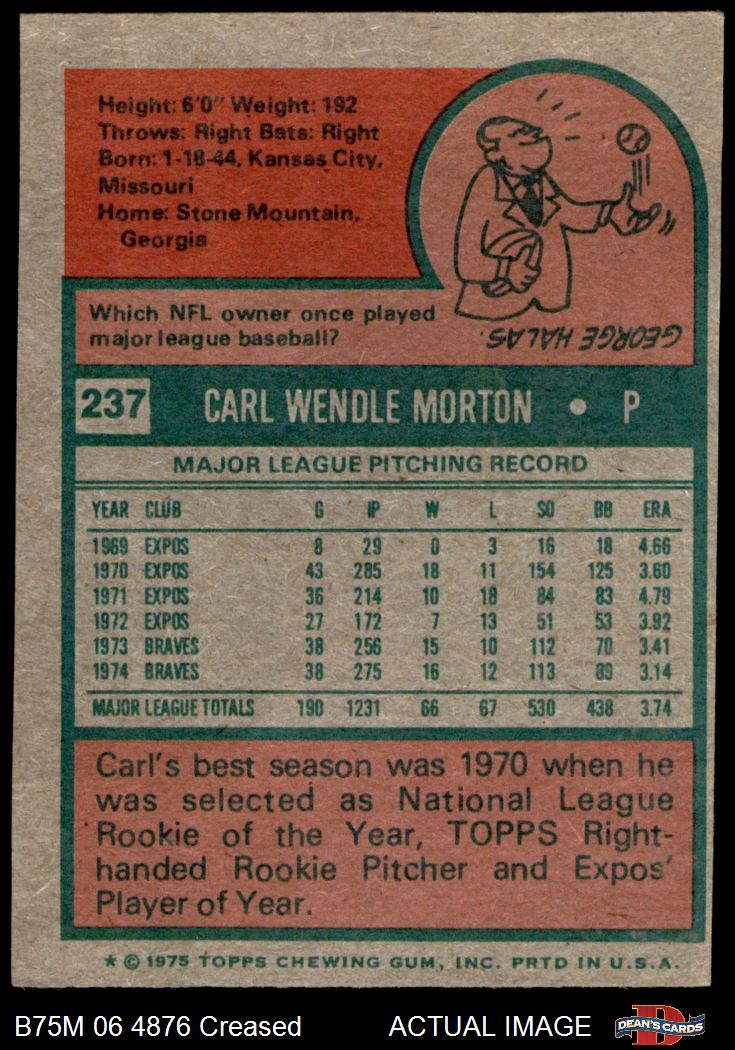 Height: 6'0" Weight: 192
Throws: Right Bats: Right
Born: 1-18-44, Kansas City,
Missouri
Home: Stone Mountain,
Georgia
Which NFL owner once played
major league baseball?
GEORGE HALAS.
237 CARL WENDLE MORTON • P
MAJOR LEAGUE PITCHING RECORD
YEAR CLUB G IP W L SO BB ERA
1969 EXPOS 8 29 0 3 16 18 4.66
1970 EXPOS 43 285 18 11 154 125 3.60
1971 EXPOS 36 214 10 18 84 83 4.79
1972 EXPOS 27 172 7 13 51 53 3.92
1973 BRAVES 38 256 15 10 112 70 3.41
1974 BRAVES 38 275 16 12 113 89 3.14
MAJOR LEAGUE TOTALS 190 1231 66 67 530 438 3.74
Carl's best season was 1970 when he
was selected as National League
Rookie of the Year, TOPPS Right-
handed Rookie Pitcher and Expos'
Player of Year.
* © 1975 TOPPS CHEWING GUM, INC. PRTD IN U.S.A.
B75M 06 4876 Creased ACTUAL IMAGE DEAN'S CARDS